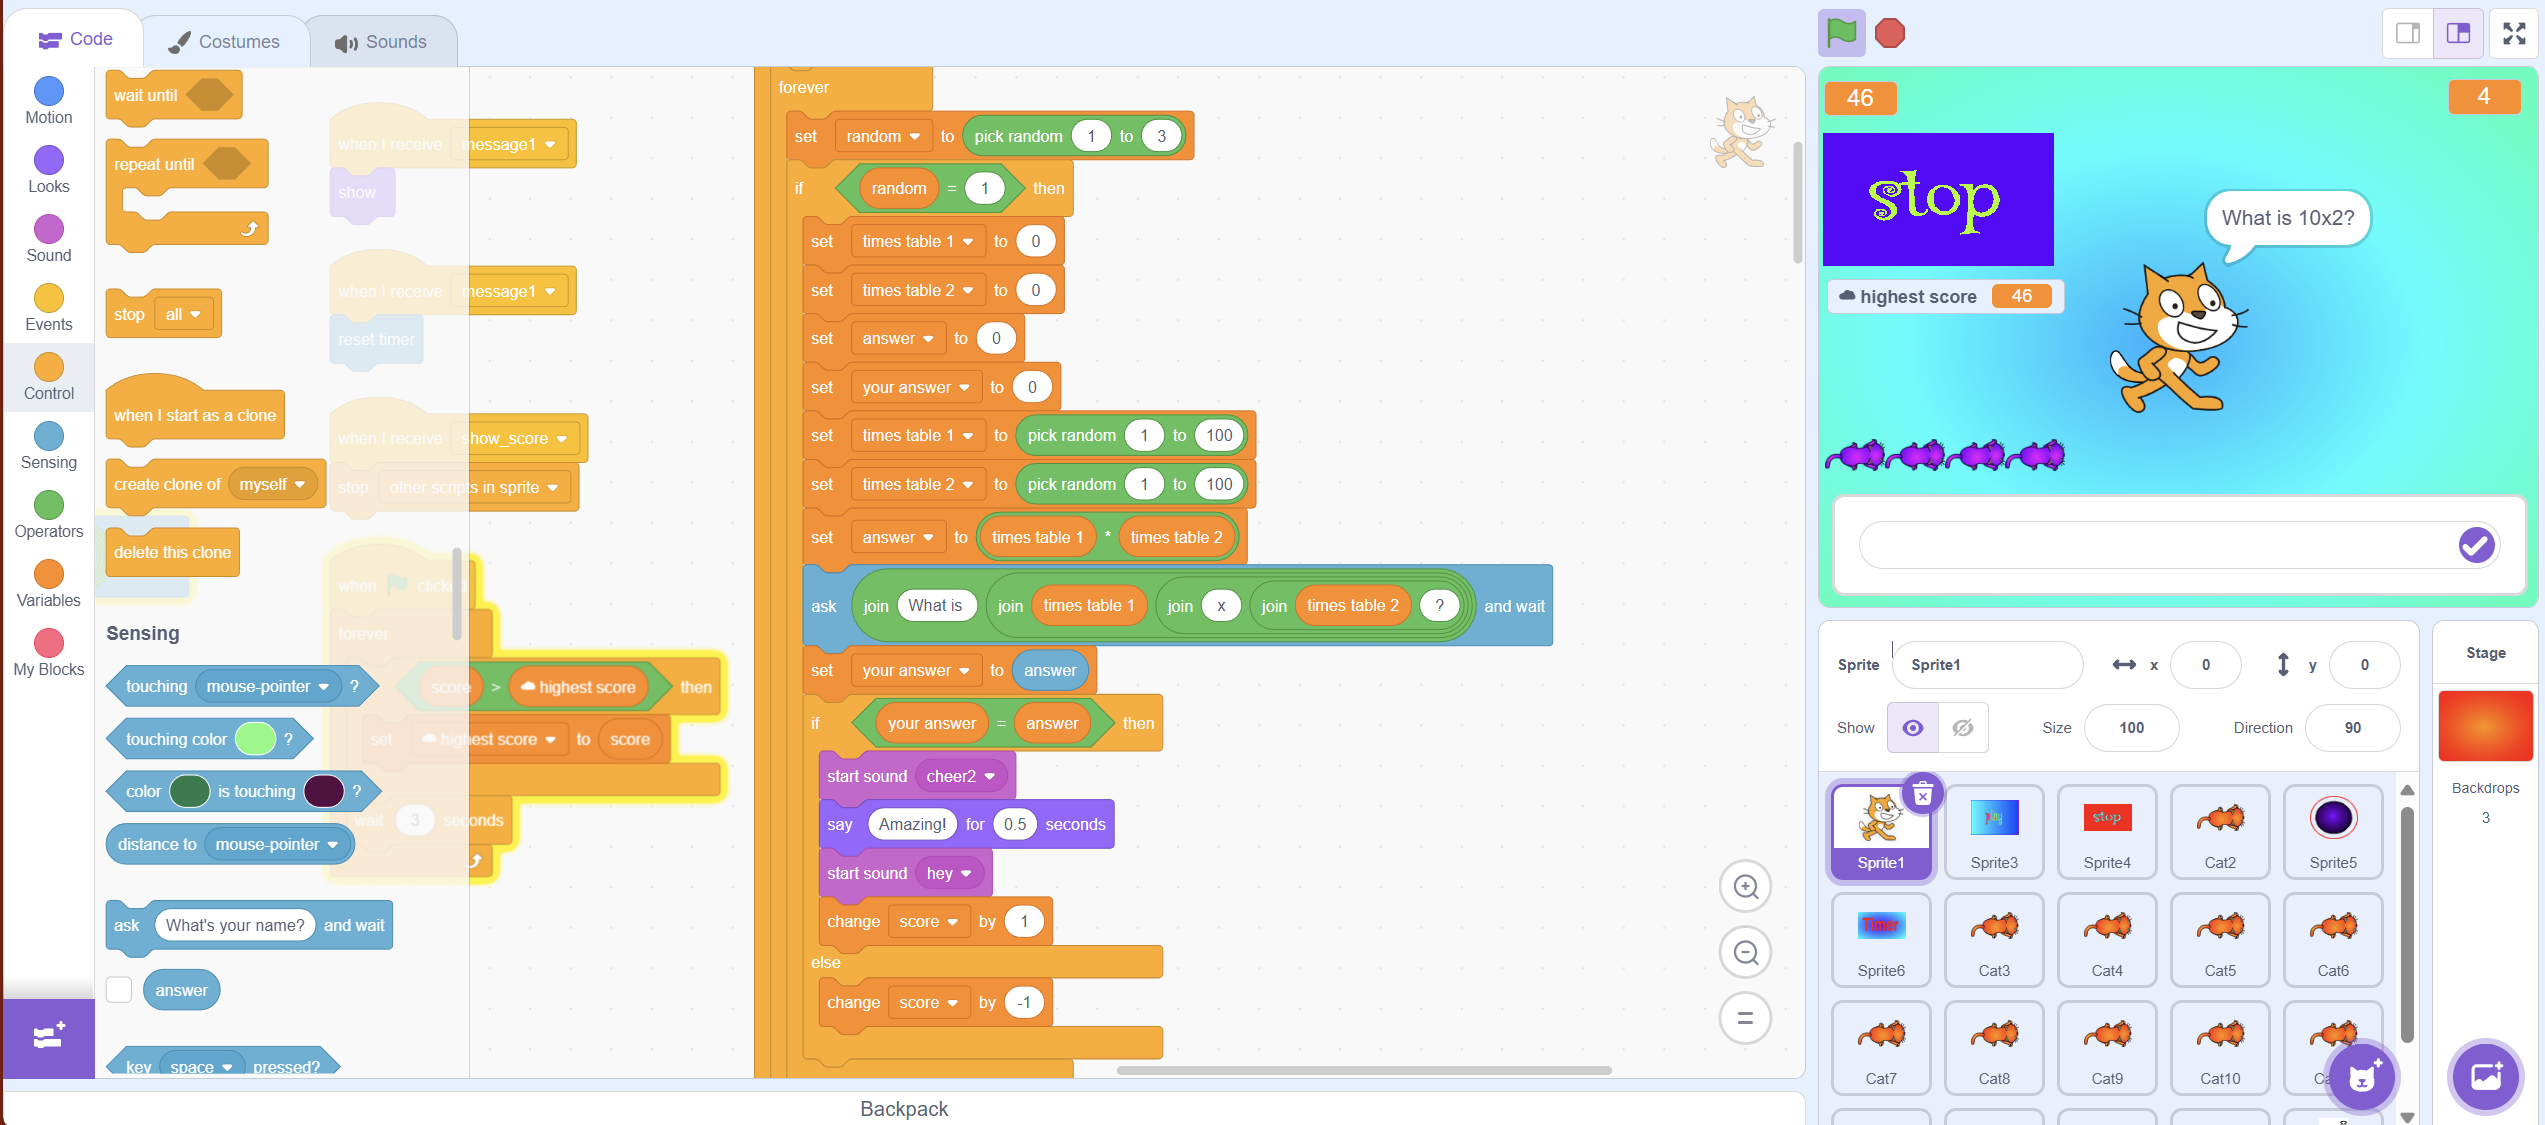 Code
Costumes
Sounds
Motion
Looks
Sound
Events
Control
Sensing
Operators
Variables
My Blocks
wait until
repeat until
stop all
when I start as a clone
create clone of myself
delete this clone
Sensing
touching mouse-pointer ?
touching color ?
color is touching ?
distance to mouse-pointer
ask What's your name? and wait
answer
key space pressed?
when I receive message1
show
when I receive message1
reset timer
when I receive show_score
stop other scripts in sprite
when clicked
forever
score > highest score then
set highest score to score
wait 3 seconds
forever
set random to pick random 1 to 3
if random = 1 then
set times table 1 to 0
set times table 2 to 0
set answer to 0
set your answer to 0
set times table 1 to pick random 1 to 100
set times table 2 to pick random 1 to 100
set answer to times table 1 * times table 2
ask join What is join times table 1 join x join times table 2 ? and wait
set your answer to answer
if your answer = answer then
start sound cheer2
say Amazing! for 0.5 seconds
start sound hey
change score by 1
else
change score by -1
=
Backpack
46
4
stop
What is 10x2?
highest score 46
Sprite Sprite1 x 0 y 0
Show Size 100 Direction 90
Stage
Backdrops
3
play
stop
Sprite1
Sprite3
Sprite4
Cat2
Sprite5
Timer
Sprite6
Cat3
Cat4
Cat5
Cat6
Cat7
Cat8
Cat9
Cat10